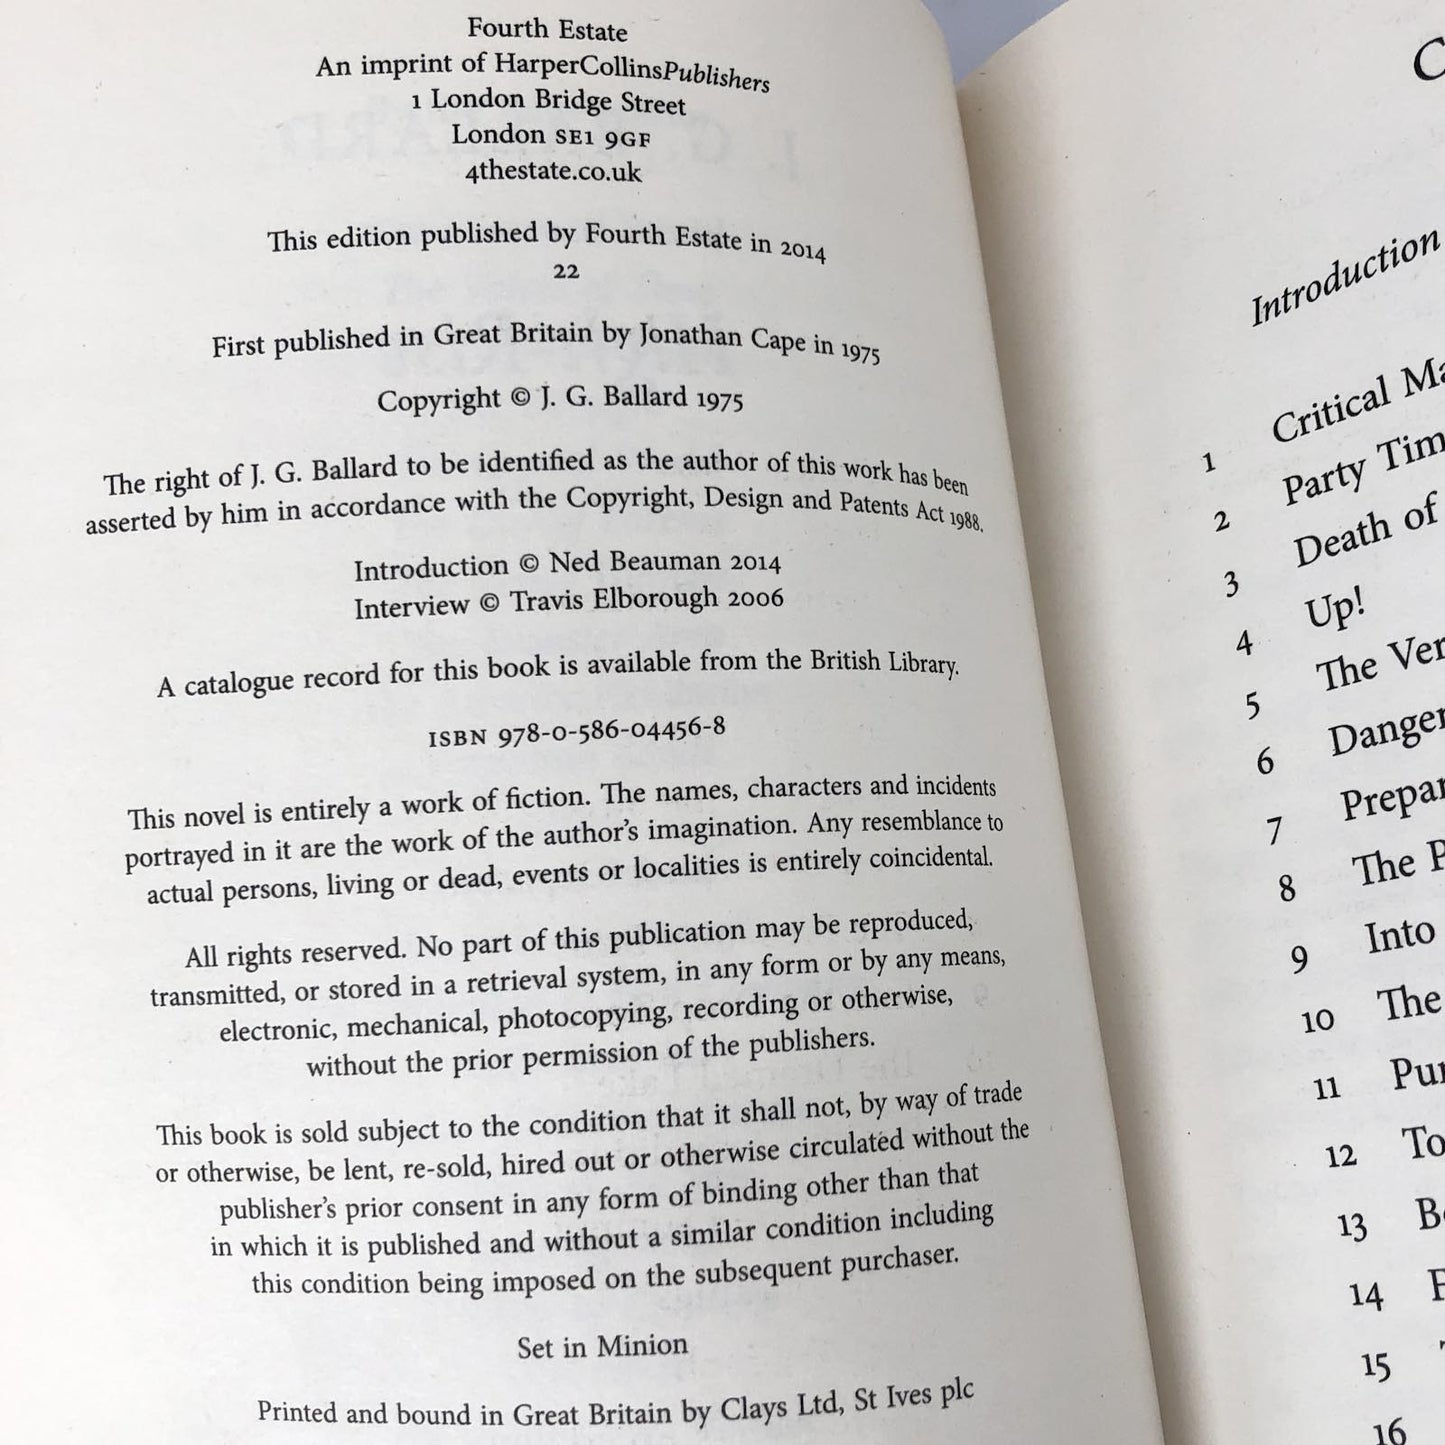 Fourth Estate
An imprint of HarperCollinsPublishers
1 London Bridge Street
London SE1 9GF
4thestate.co.uk
This edition published by Fourth Estate in 2014
22
First published in Great Britain by Jonathan Cape in 1975
Copyright © J. G. Ballard 1975
The right of J. G. Ballard to be identified as the author of this work has been
asserted by him in accordance with the Copyright, Design and Patents Act 1988.
Introduction © Ned Beauman 2014
Interview © Travis Elborough 2006
A catalogue record for this book is available from the British Library.
ISBN 978-0-586-04456-8
This novel is entirely a work of fiction. The names, characters and incidents
portrayed in it are the work of the author's imagination. Any resemblance to
actual persons, living or dead, events or localities is entirely coincidental.
All rights reserved. No part of this publication may be reproduced,
transmitted, or stored in a retrieval system, in any form or by any means,
electronic, mechanical, photocopying, recording or otherwise,
without the prior permission of the publishers.
This book is sold subject to the condition that it shall not, by way of trade
or otherwise, be lent, re-sold, hired out or otherwise circulated without the
publisher's prior consent in any form of binding other than that
in which it is published and without a similar condition including
this condition being imposed on the subsequent purchaser.
Set in Minion
Printed and bound in Great Britain by Clays Ltd, St Ives plc
Introduction
1 Critical
2 Party
3 Death of
4 Up!
5 The
6
7
8 The
9 Into
10 The
11
12
13
14
15
16